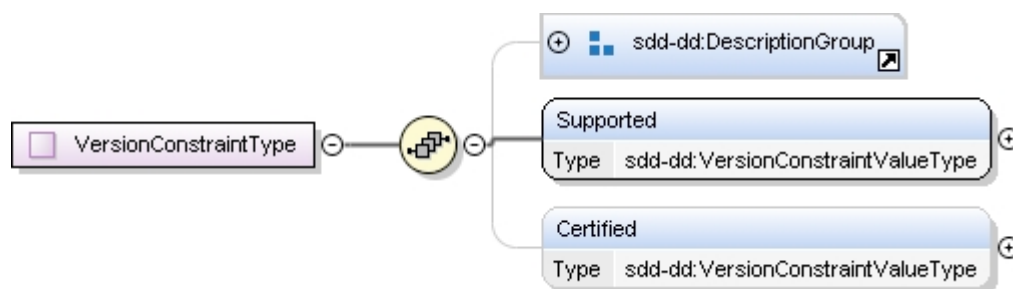 sdd-dd:DescriptionGroup
VersionConstraintType
Supported
Type sdd-dd:VersionConstraintValueType
Certified
Type sdd-dd:VersionConstraintValueType